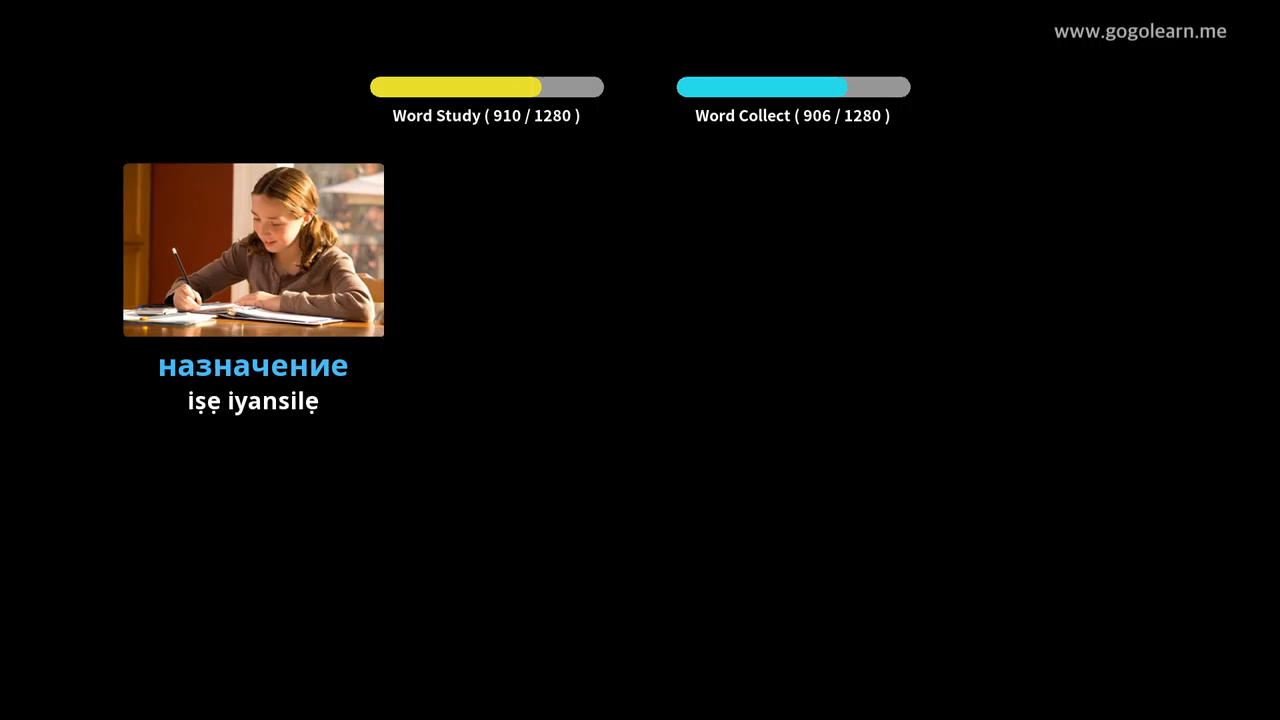 www.gogolearn.me
Word Study ( 910 / 1280 )
Word Collect ( 906 / 1280 )
назначение
iṣẹ iyansilẹ